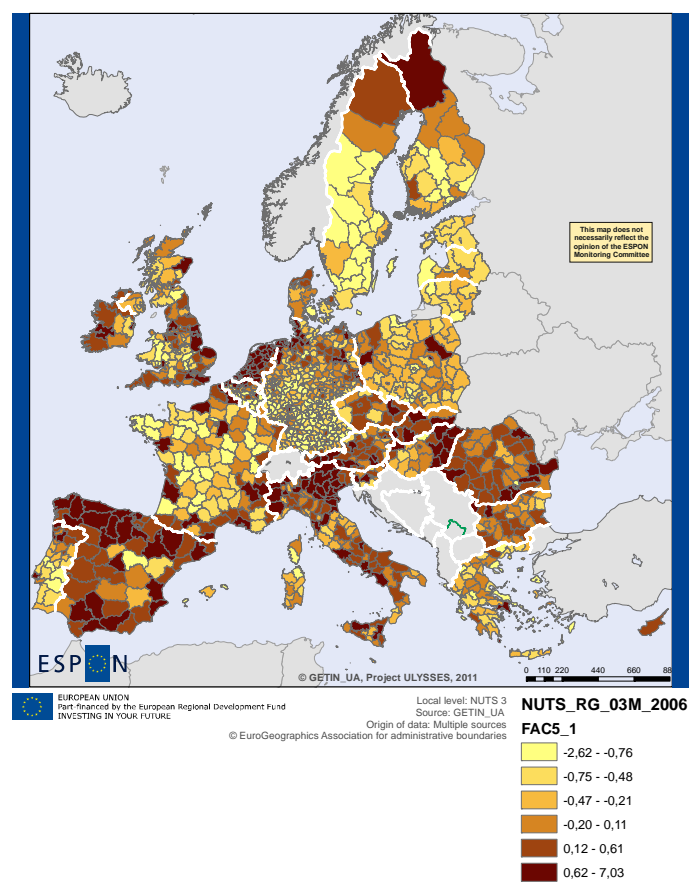 This map does not
necessarily reflect the
opinion of the ESPON
Monitoring Committee
ESPON
© GETIN_UA, Project ULYSSES, 2011
0 110 220 440 660 88
EUROPEAN UNION
Part-financed by the European Regional Development Fund
INVESTING IN YOUR FUTURE
Local level: NUTS 3
Source: GETIN_UA
Origin of data: Multiple sources
© EuroGeographics Association for administrative boundaries
NUTS_RG_03M_2006
FAC5_1
-2,62 - -0,76
-0,75 - -0,48
-0,47 - -0,21
-0,20 - 0,11
0,12 - 0,61
0,62 - 7,03